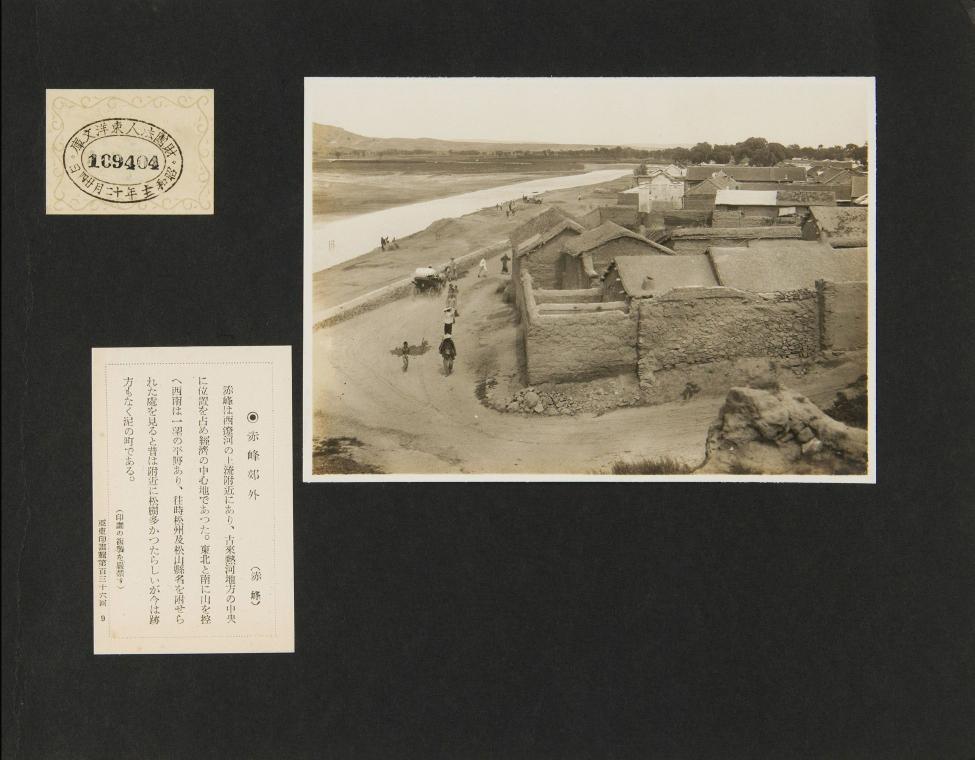 財團法人東洋文庫
169404
昭和十年十二月廿四日
◉赤峰郊外
(赤峰)
赤峰は西遼河の上流附近にあり、古來熱河地方の中央
に位置を占め經濟の中心地であつた。東北と南に山を控
へ西南は一望の平野あり、往時松州及松山縣名を附せら
れた處を見ると昔は附近に松樹多かつたらしいが今は跡
方もなく泥の町である。
(印畫の複製を嚴禁す)
亞東印畫輯第百三十六回 9